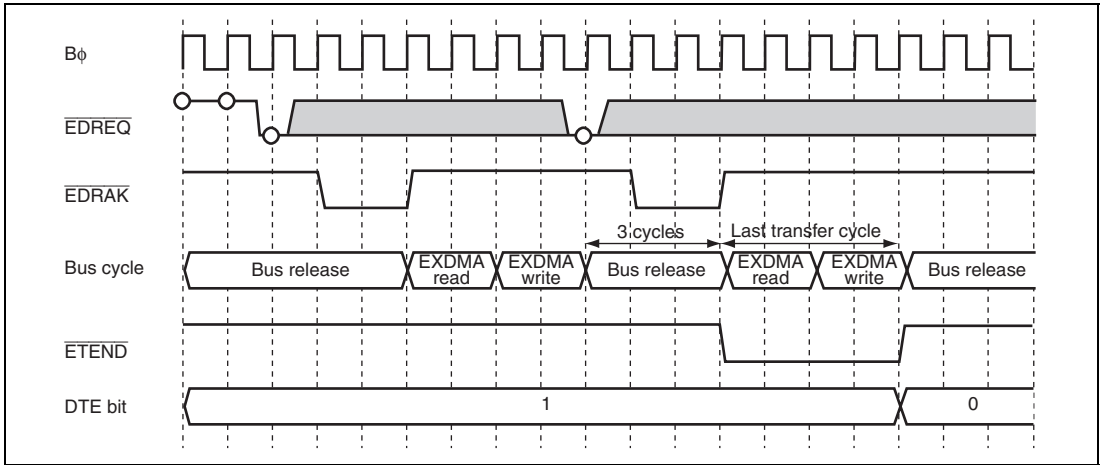 Bφ
EDREQ
EDRAK
3 cycles Last transfer cycle
Bus cycle Bus release EXDMA read EXDMA write Bus release EXDMA read EXDMA write Bus release
ETEND
DTE bit 1 0